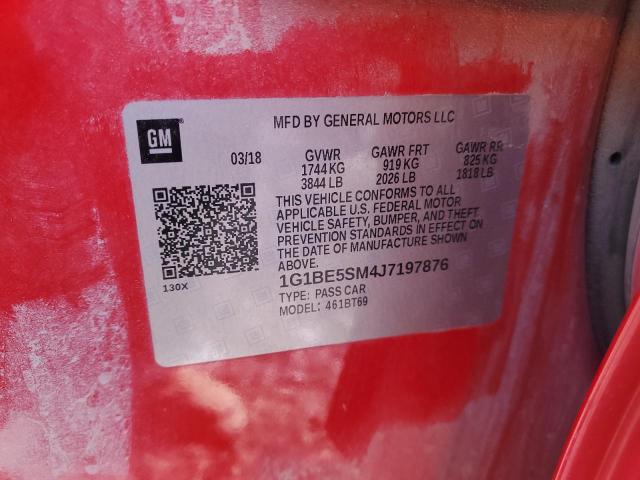 MFD BY GENERAL MOTORS LLC
GM
03/18 GVWR GAWR FRT GAWR RR
1744 KG 919 KG 825 KG
3844 LB 2026 LB 1818 LB
THIS VEHICLE CONFORMS TO ALL
APPLICABLE U.S. FEDERAL MOTOR
VEHICLE SAFETY, BUMPER, AND THEFT
PREVENTION STANDARDS IN EFFECT ON
THE DATE OF MANUFACTURE SHOWN
ABOVE.
130X
1G1BE5SM4J7197876
TYPE: PASS CAR
MODEL: 461BT69